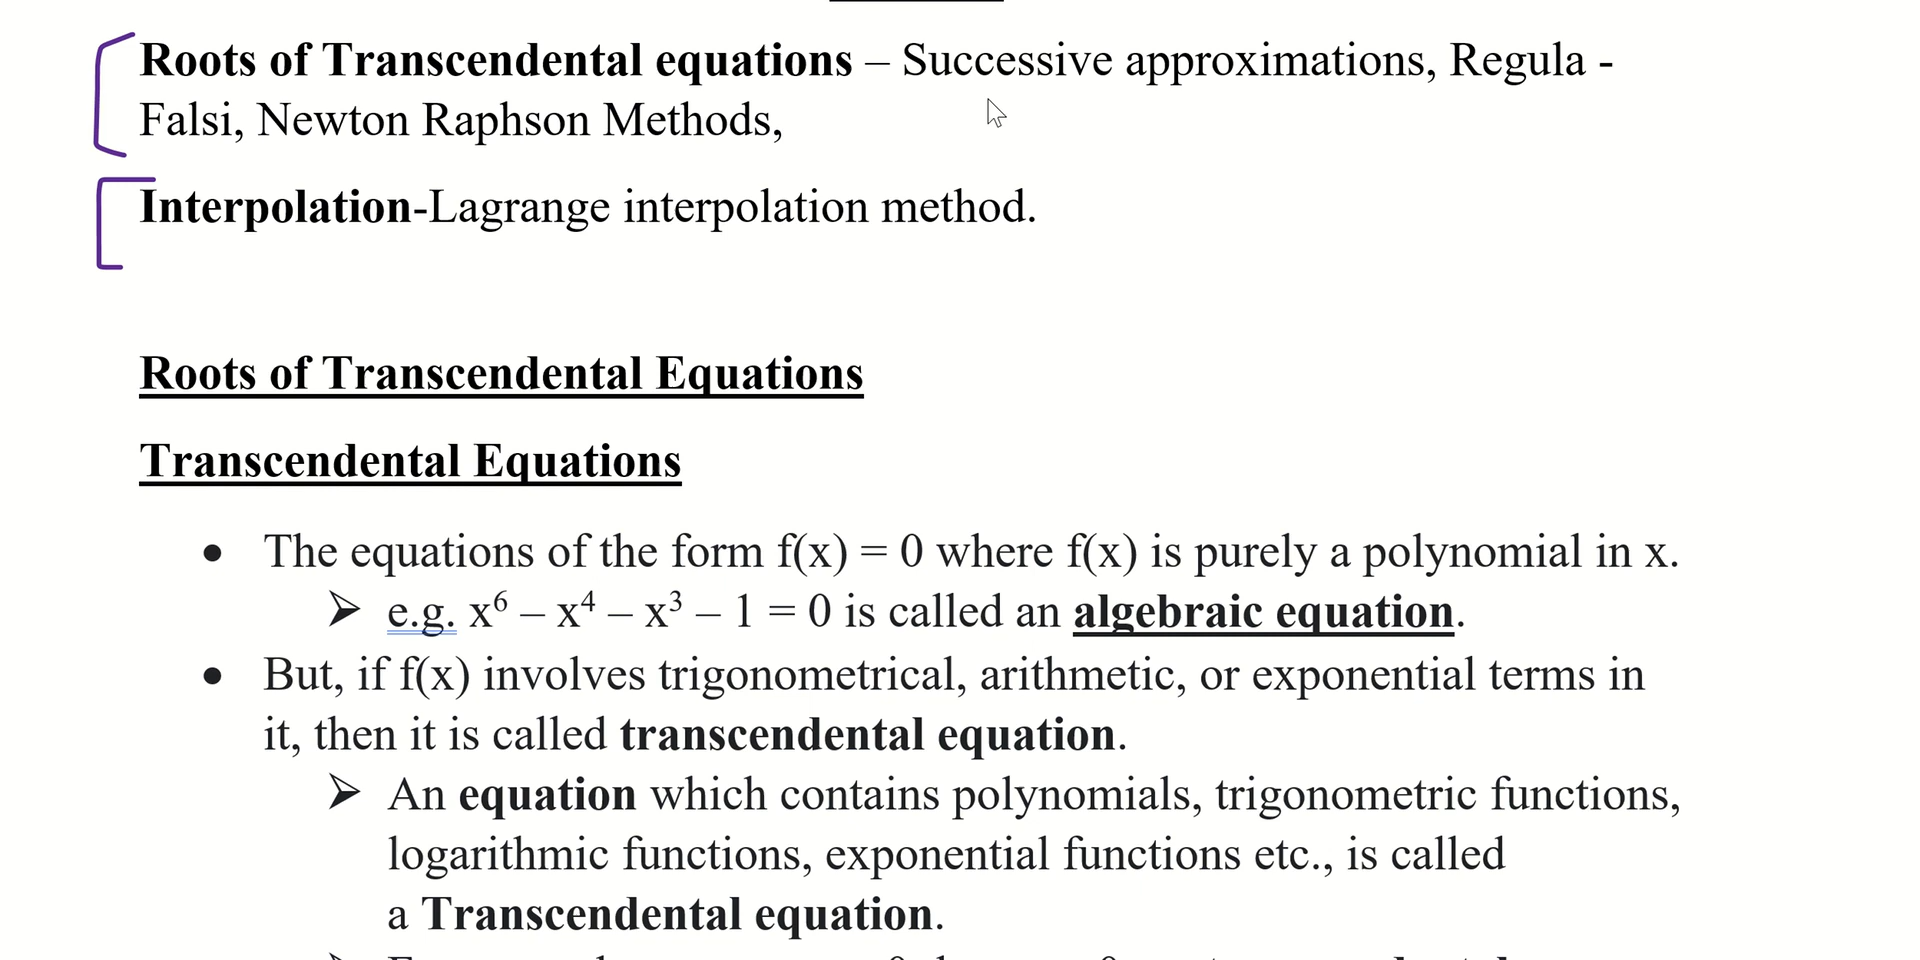 Roots of Transcendental equations – Successive approximations, Regula -
Falsi, Newton Raphson Methods,
Interpolation-Lagrange interpolation method.
Roots of Transcendental Equations
Transcendental Equations
• The equations of the form f(x) = 0 where f(x) is purely a polynomial in x.
➢ e.g. x⁶ – x⁴ – x³ – 1 = 0 is called an algebraic equation.
• But, if f(x) involves trigonometrical, arithmetic, or exponential terms in
it, then it is called transcendental equation.
➢ An equation which contains polynomials, trigonometric functions,
logarithmic functions, exponential functions etc., is called
a Transcendental equation.